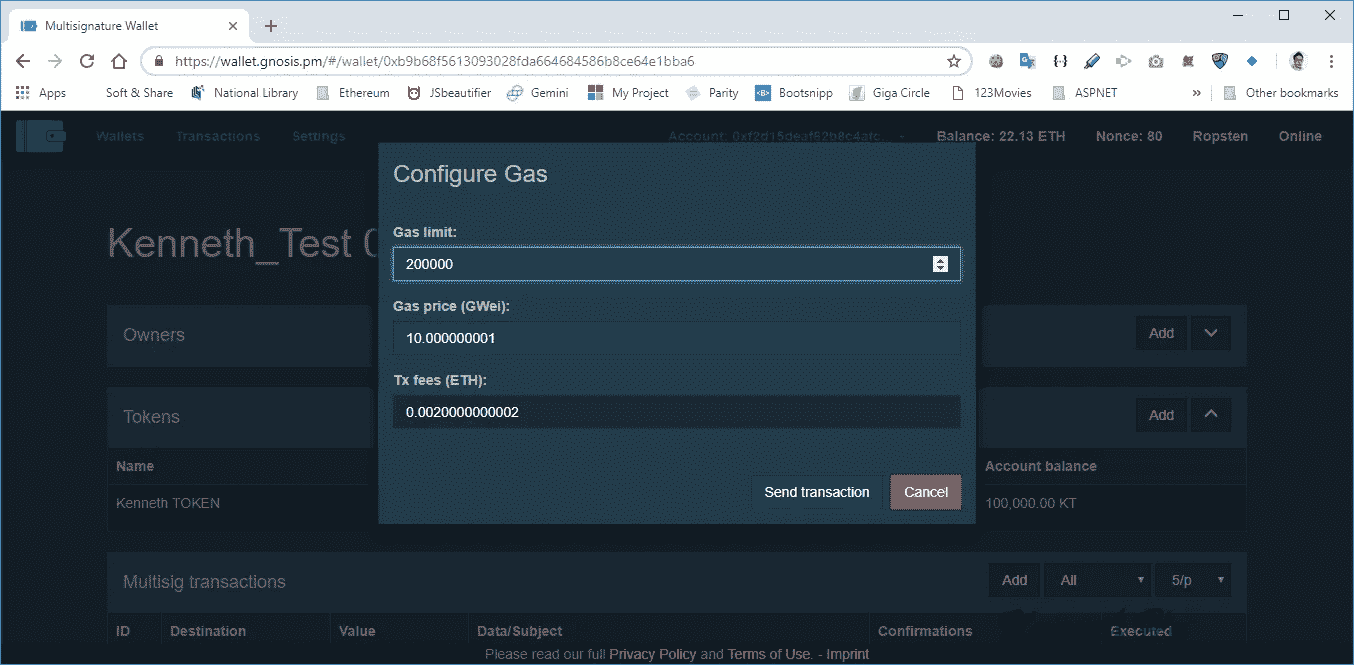 Multisignature Wallet
https://wallet.gnosis.pm/#/wallet/0xb9b68f5613093028fda664684586b8ce64e1bba6
Apps Soft & Share National Library Ethereum JSbeautifier Gemini My Project Parity Bootsnipp Giga Circle 123Movies ASPNET » Other bookmarks
Wallets Transactions Settings Account: 0xf2d15deaf62b8c4afc. - Balance: 22.13 ETH Nonce: 80 Ropsten Online
Configure Gas
Kenneth_Test
Gas limit:
200000
Gas price (GWei):
10.000000001
Owners Add
Tx fees (ETH):
0.0020000000002
Tokens Add
Name Account balance
Send transaction Cancel
Kenneth TOKEN 100,000.00 KT
Multisig transactions Add All 5/p
ID Destination Value Data/Subject Confirmations Executed
Please read our full Privacy Policy and Terms of Use. - Imprint